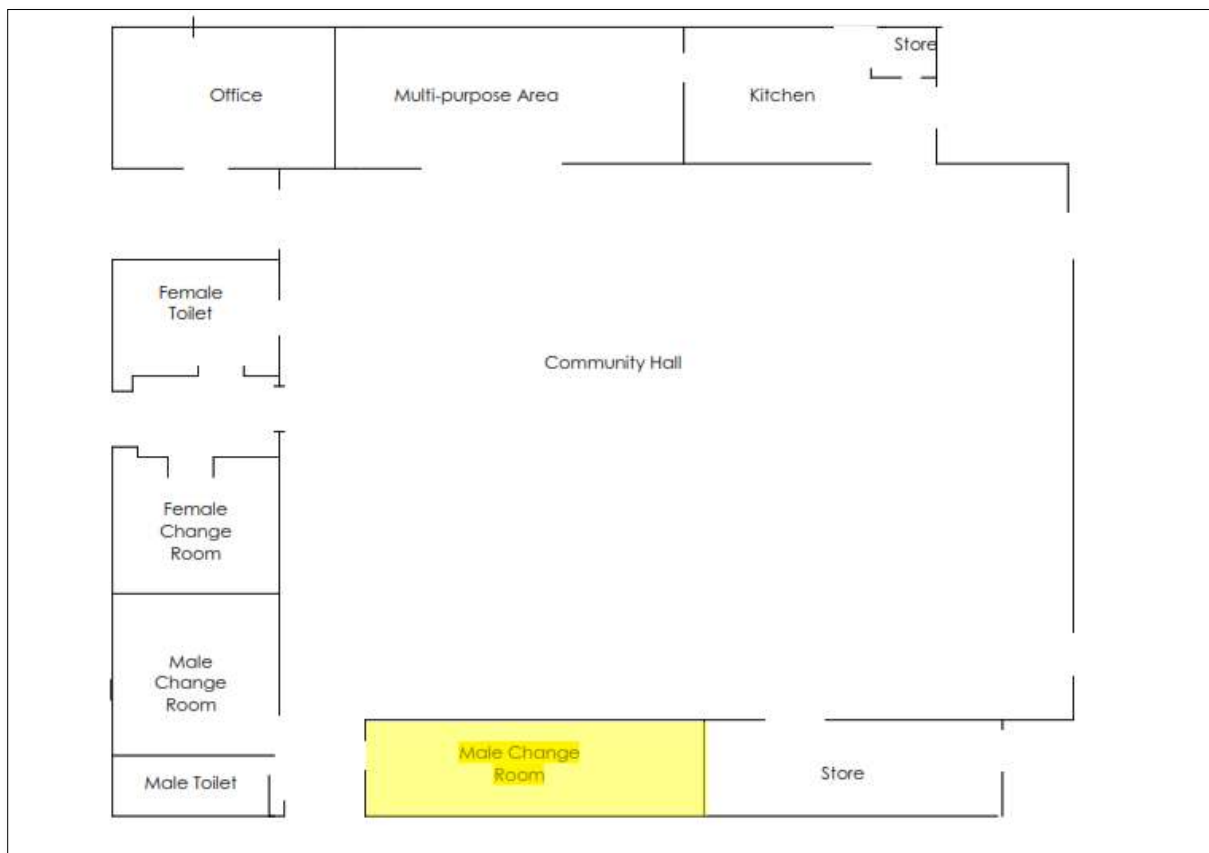 Store
Office
Multi-purpose Area
Kitchen
Female
Toilet
Community Hall
Female
Change
Room
Male
Change
Room
Male Change
Room
Male Toilet
Store